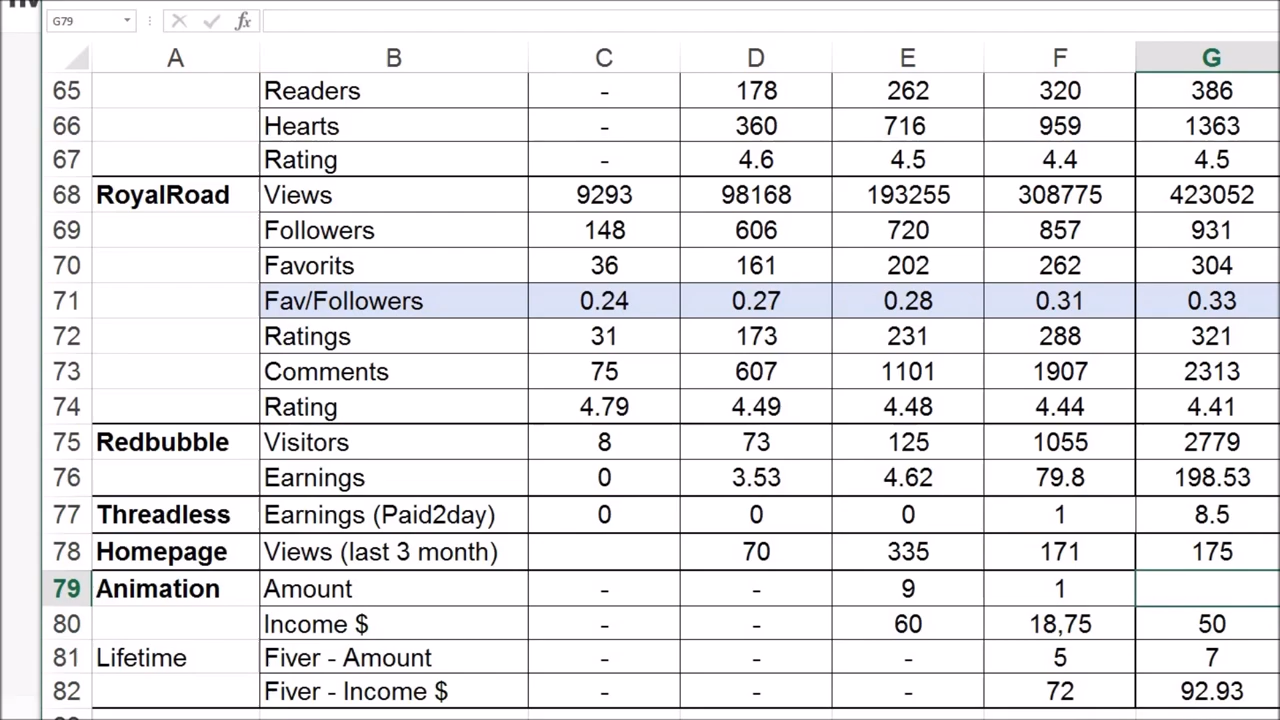 G79 fx
A B C D E F G
65 Readers - 178 262 320 386
66 Hearts - 360 716 959 1363
67 Rating - 4.6 4.5 4.4 4.5
68 RoyalRoad Views 9293 98168 193255 308775 423052
69 Followers 148 606 720 857 931
70 Favorits 36 161 202 262 304
71 Fav/Followers 0.24 0.27 0.28 0.31 0.33
72 Ratings 31 173 231 288 321
73 Comments 75 607 1101 1907 2313
74 Rating 4.79 4.49 4.48 4.44 4.41
75 Redbubble Visitors 8 73 125 1055 2779
76 Earnings 0 3.53 4.62 79.8 198.53
77 Threadless Earnings (Paid2day) 0 0 0 1 8.5
78 Homepage Views (last 3 month) 70 335 171 175
79 Animation Amount - - 9 1
80 Income $ - - 60 18,75 50
81 Lifetime Fiver - Amount - - - 5 7
82 Fiver - Income $ - - - 72 92.93